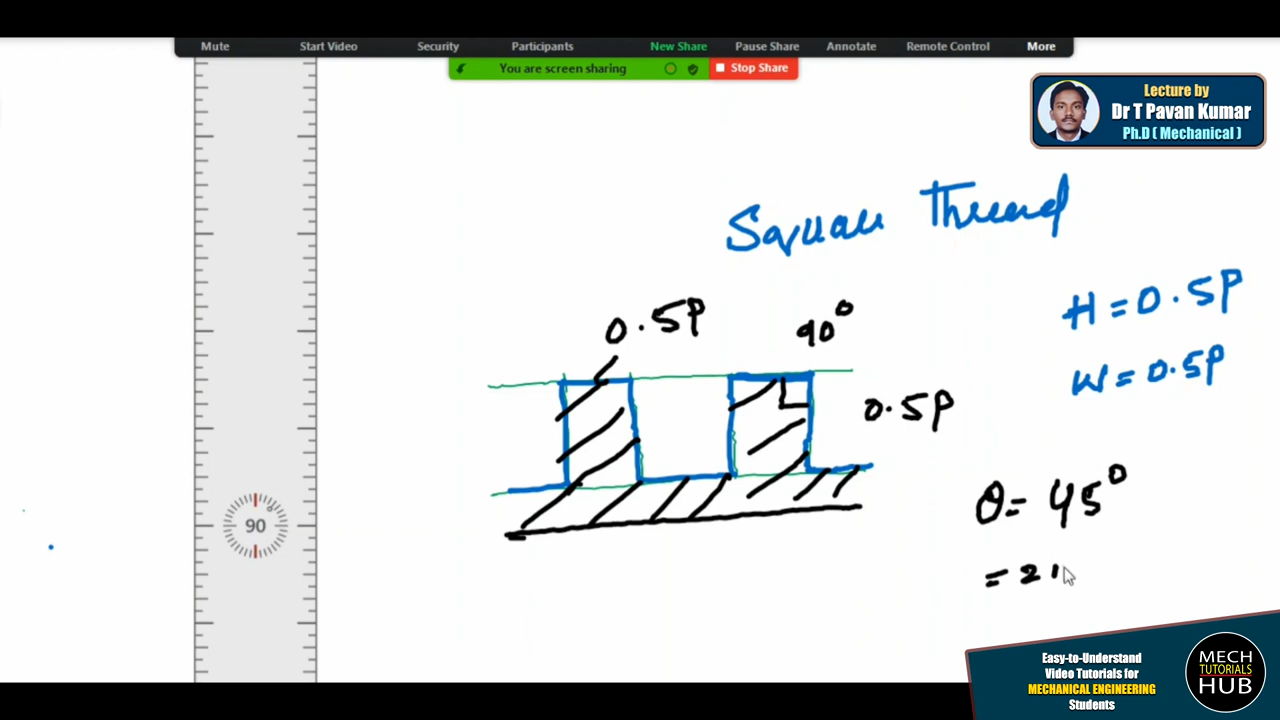 Mute Start Video Security Participants New Share Pause Share Annotate Remote Control More
You are screen sharing Stop Share
Lecture by
Dr T Pavan Kumar
Ph.D ( Mechanical )
Square Thread
H = 0.5P
W = 0.5P
0.5P
90°
0.5P
θ = 45°
= 21
90
Easy-to-Understand
Video Tutorials for
MECHANICAL ENGINEERING
Students
MECH
TUTORIALS
HUB